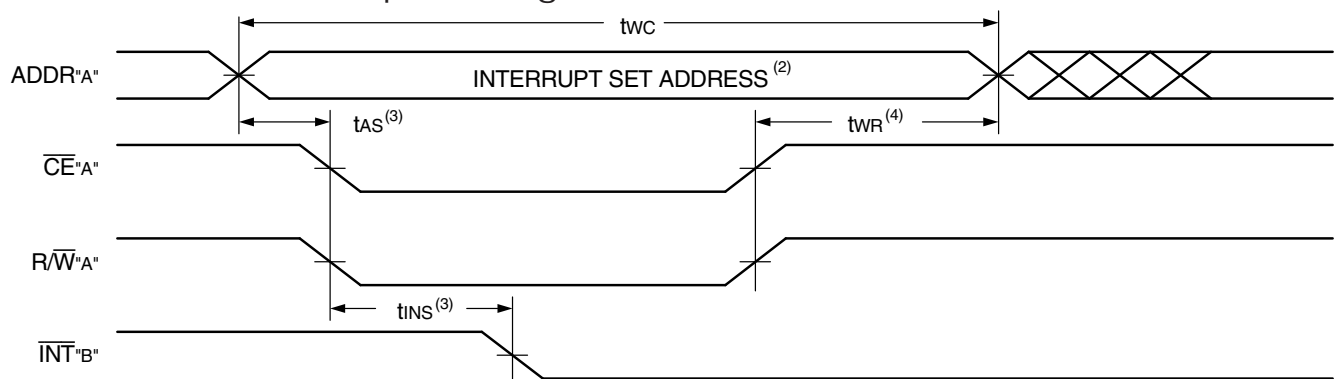 tWC
ADDR"A" INTERRUPT SET ADDRESS(2)
tAS(3) tWR(4)
CE"A"
R/W"A"
tINS(3)
INT"B"